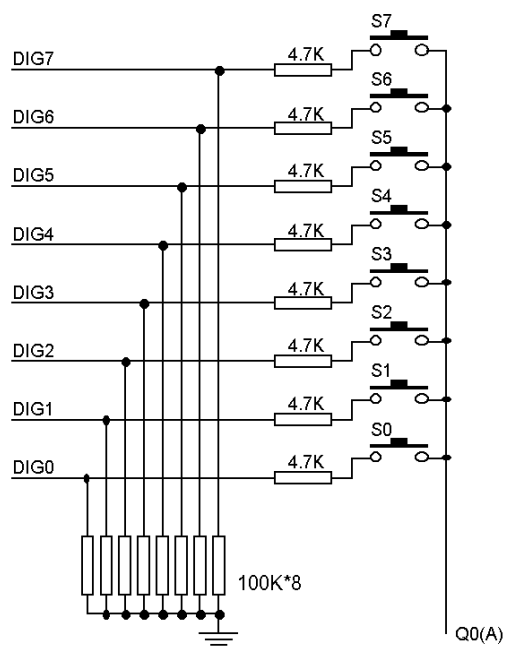 S7
DIG7 4.7K
S6
DIG6 4.7K
S5
DIG5 4.7K
S4
DIG4 4.7K
S3
DIG3 4.7K
S2
DIG2 4.7K
S1
DIG1 4.7K
S0
DIG0 4.7K
100K*8
Q0(A)